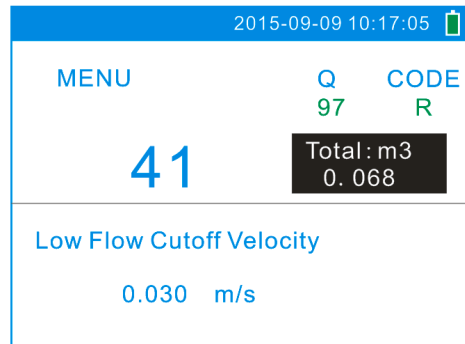 2015-09-09 10:17:05
MENU Q CODE
97 R
41
Total: m3
0.068
Low Flow Cutoff Velocity
0.030 m/s